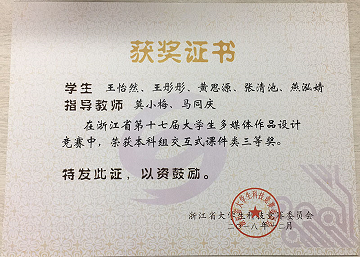 获奖证书
学生 王怡然、王彤彤、黄思源、张清滟、燕泓婧
指导教师 莫小梅、马同庆
在浙江省第十七届大学生多媒体作品设计
竞赛中，荣获本科组交互式课件类三等奖。
特发此证，以资鼓励。
浙江省大学生科技竞赛委员会
二〇一八年二月